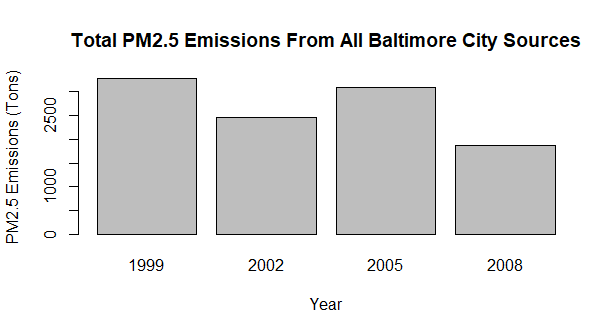 Total PM2.5 Emissions From All Baltimore City Sources
PM2.5 Emissions (Tons)
2500
1000
0
1999 2002 2005 2008
Year